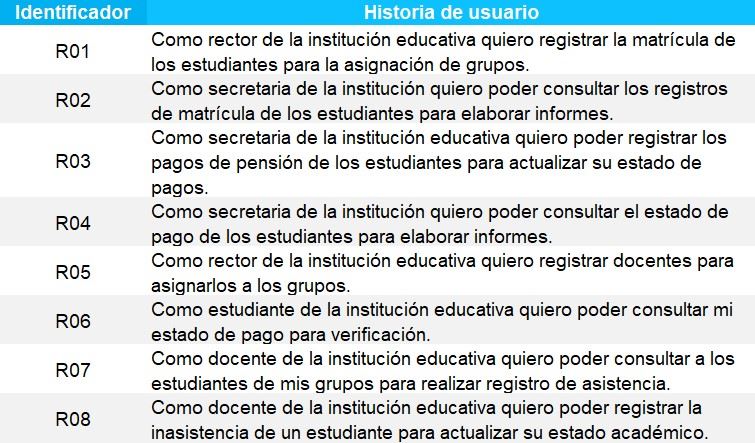 Identificador Historia de usuario
R01 Como rector de la institución educativa quiero registrar la matrícula de
los estudiantes para la asignación de grupos.
R02 Como secretaria de la institución quiero poder consultar los registros
de matrícula de los estudiantes para elaborar informes.
Como secretaria de la institución educativa quiero poder registrar los
R03 pagos de pensión de los estudiantes para actualizar su estado de
pagos.
R04 Como secretaria de la institución quiero poder consultar el estado de
pago de los estudiantes para elaborar informes.
R05 Como rector de la institución educativa quiero registrar docentes para
asignarlos a los grupos.
R06 Como estudiante de la institución educativa quiero poder consultar mi
estado de pago para verificación.
R07 Como docente de la institución educativa quiero poder consultar a los
estudiantes de mis grupos para realizar registro de asistencia.
R08 Como docente de la institución educativa quiero poder registrar la
inasistencia de un estudiante para actualizar su estado académico.